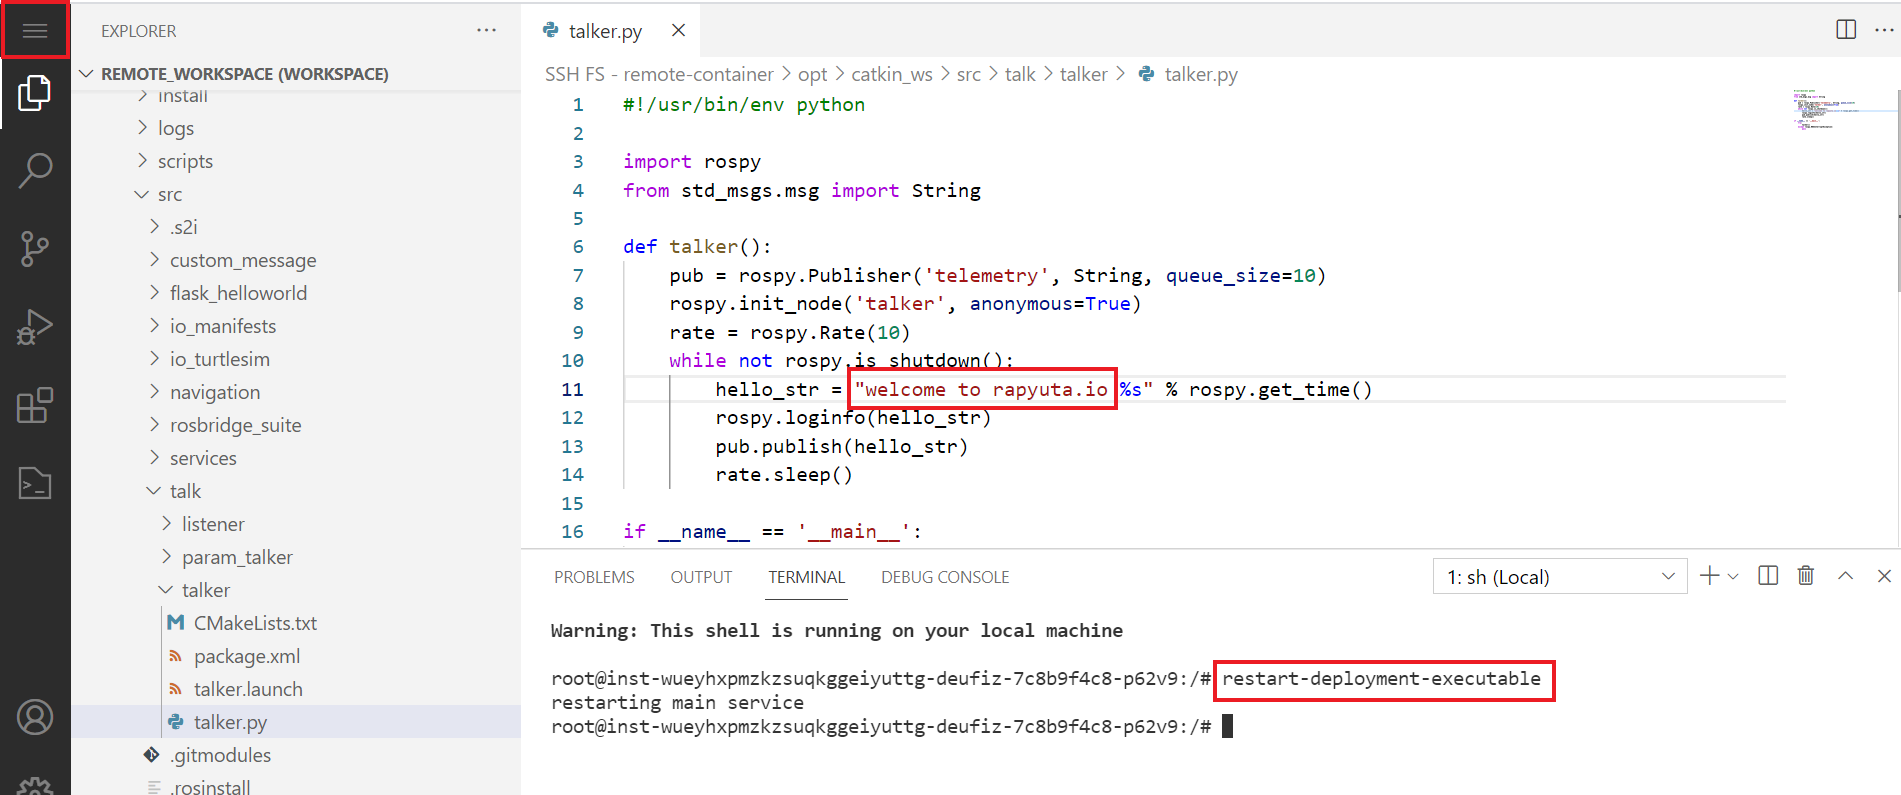 EXPLORER
REMOTE_WORKSPACE (WORKSPACE)
install
logs
scripts
src
.s2i
custom_message
flask_helloworld
io_manifests
io_turtlesim
navigation
rosbridge_suite
services
talk
listener
param_talker
talker
CMakeLists.txt
package.xml
talker.launch
talker.py
.gitmodules
.rosinstall
talker.py
SSH FS - remote-container > opt > catkin_ws > src > talk > talker > talker.py
1 #!/usr/bin/env python
2
3 import rospy
4 from std_msgs.msg import String
5
6 def talker():
7 pub = rospy.Publisher('telemetry', String, queue_size=10)
8 rospy.init_node('talker', anonymous=True)
9 rate = rospy.Rate(10)
10 while not rospy.is_shutdown():
11 hello_str = "welcome to rapyuta.io %s" % rospy.get_time()
12 rospy.loginfo(hello_str)
13 pub.publish(hello_str)
14 rate.sleep()
15
16 if __name__ == '__main__':
PROBLEMS OUTPUT TERMINAL DEBUG CONSOLE 1: sh (Local)
Warning: This shell is running on your local machine
root@inst-wueyhxpmzkzsuqkggeiyuttg-deufiz-7c8b9f4c8-p62v9:/# restart-deployment-executable
restarting main service
root@inst-wueyhxpmzkzsuqkggeiyuttg-deufiz-7c8b9f4c8-p62v9:/#